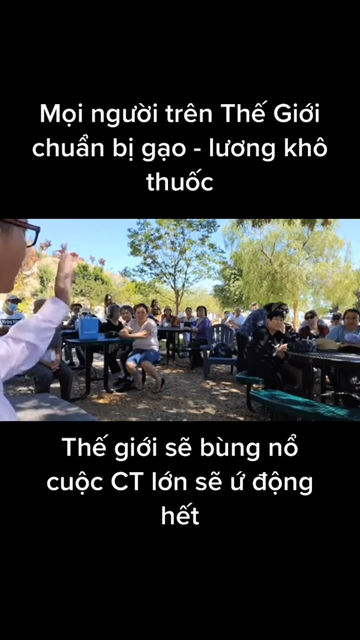 Mọi người trên Thế Giới
chuẩn bị gạo - lương khô
thuốc
Thế giới sẽ bùng nổ
cuộc CT lớn sẽ ứ động
hết